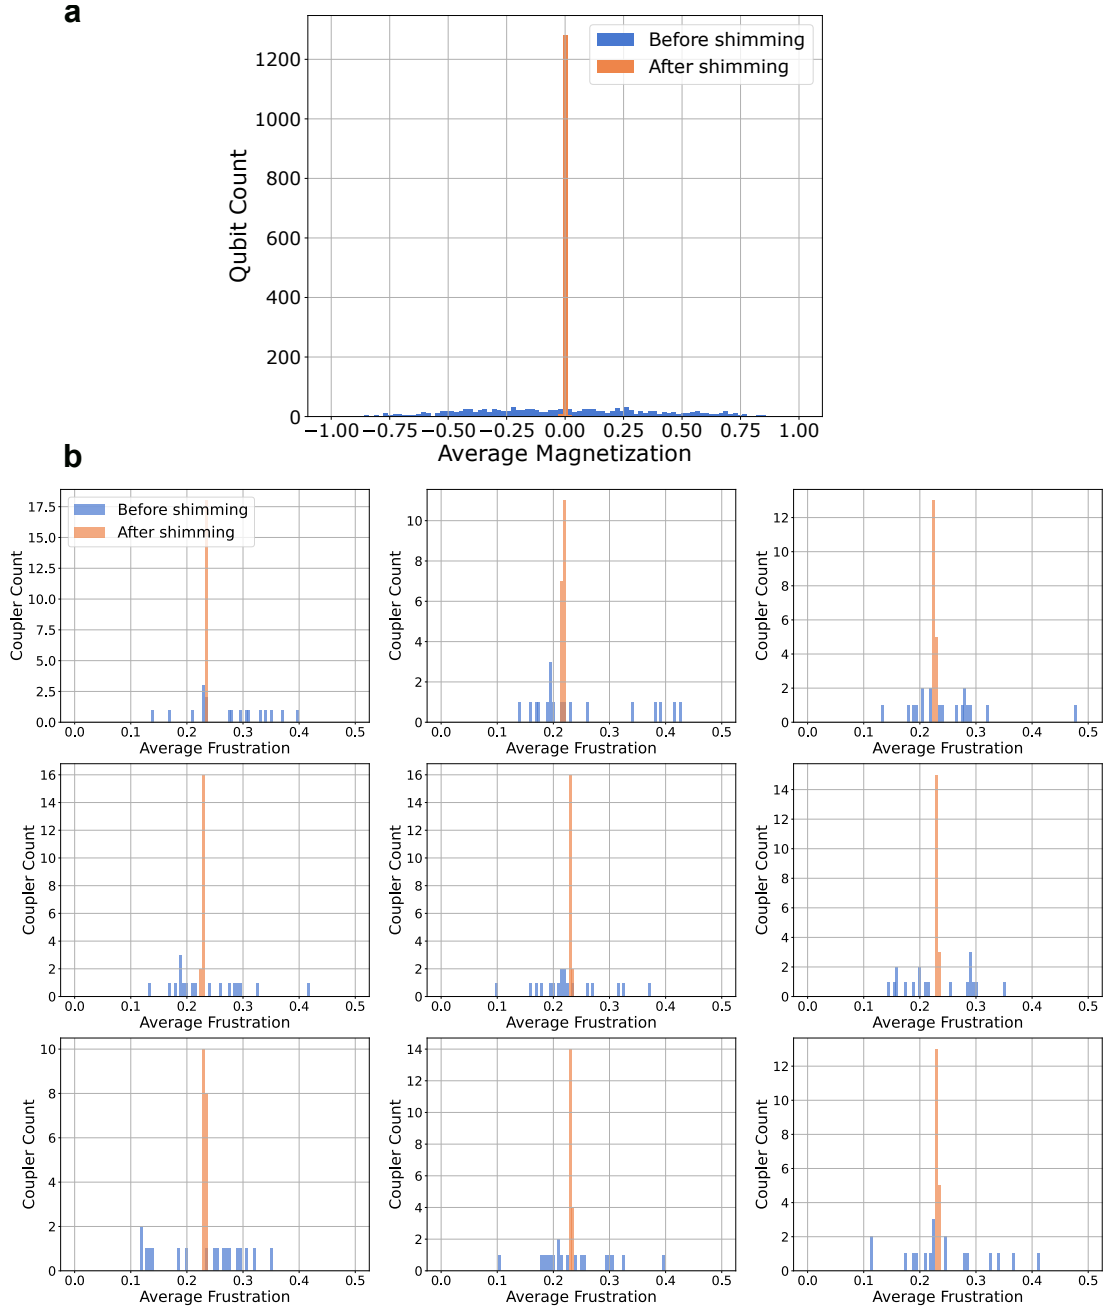 a
Before shimming
After shimming
1200
1000
800
600
400
200
0
Qubit Count
−1.00 −0.75 −0.50 −0.25 0.00 0.25 0.50 0.75 1.00
Average Magnetization
b
Before shimming
After shimming
17.5
15.0
12.5
10.0
7.5
5.0
2.5
0.0
Coupler Count
0.0 0.1 0.2 0.3 0.4 0.5
Average Frustration
10
8
6
4
2
0
Coupler Count
0.0 0.1 0.2 0.3 0.4 0.5
Average Frustration
12
10
8
6
4
2
0
Coupler Count
0.0 0.1 0.2 0.3 0.4 0.5
Average Frustration
16
14
12
10
8
6
4
2
0
Coupler Count
0.0 0.1 0.2 0.3 0.4 0.5
Average Frustration
16
14
12
10
8
6
4
2
0
Coupler Count
0.0 0.1 0.2 0.3 0.4 0.5
Average Frustration
14
12
10
8
6
4
2
0
Coupler Count
0.0 0.1 0.2 0.3 0.4 0.5
Average Frustration
10
8
6
4
2
0
Coupler Count
0.0 0.1 0.2 0.3 0.4 0.5
Average Frustration
14
12
10
8
6
4
2
0
Coupler Count
0.0 0.1 0.2 0.3 0.4 0.5
Average Frustration
12
10
8
6
4
2
0
Coupler Count
0.0 0.1 0.2 0.3 0.4 0.5
Average Frustration